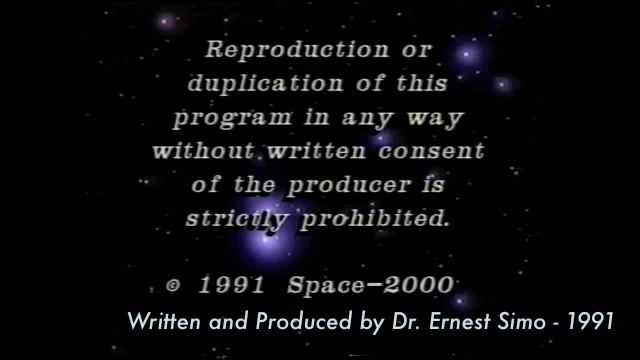 Reproduction or
duplication of this
program in any way
without written consent
of the producer is
strictly prohibited.
© 1991 Space-2000
Written and Produced by Dr. Ernest Simo - 1991